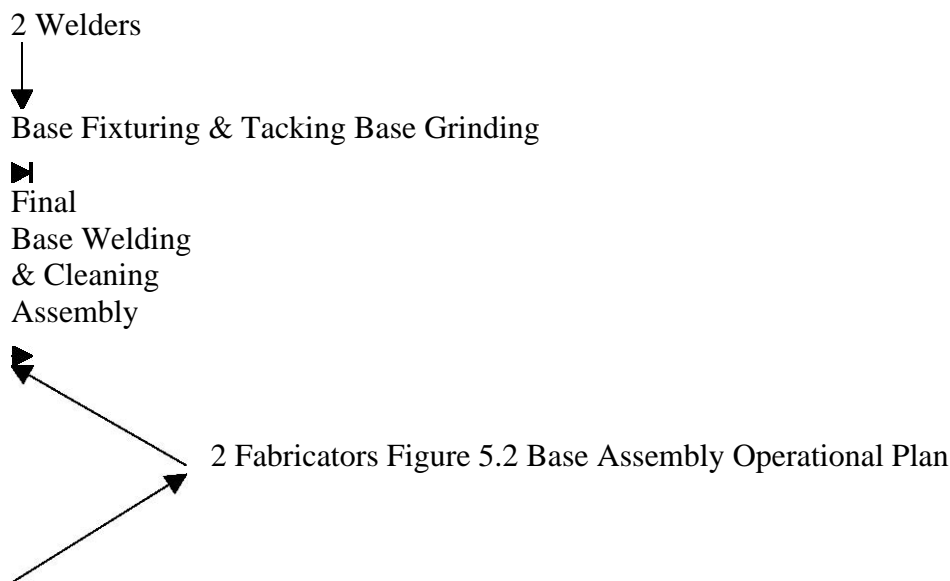 2 Welders
Base Fixturing & Tacking Base Grinding
Final
Base Welding
& Cleaning
Assembly
2 Fabricators Figure 5.2 Base Assembly Operational Plan